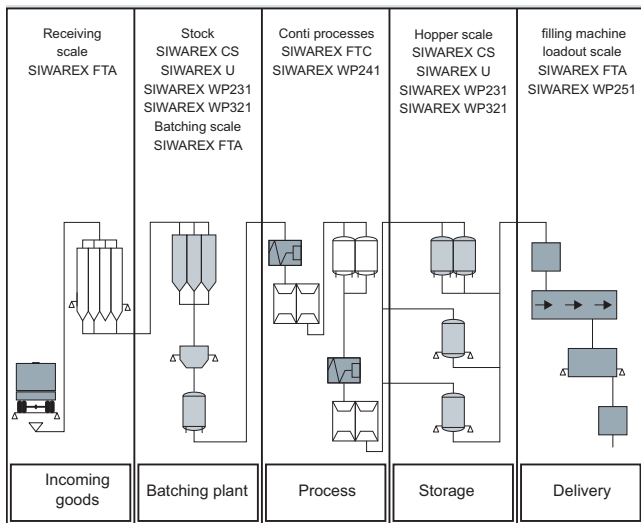 Receiving
scale
SIWAREX FTA
Stock
SIWAREX CS
SIWAREX U
SIWAREX WP231
SIWAREX WP321
Batching scale
SIWAREX FTA
Conti processes
SIWAREX FTC
SIWAREX WP241
Hopper scale
SIWAREX CS
SIWAREX U
SIWAREX WP231
SIWAREX WP321
filling machine
loadout scale
SIWAREX FTA
SIWAREX WP251
Incoming
goods
Batching plant
Process
Storage
Delivery